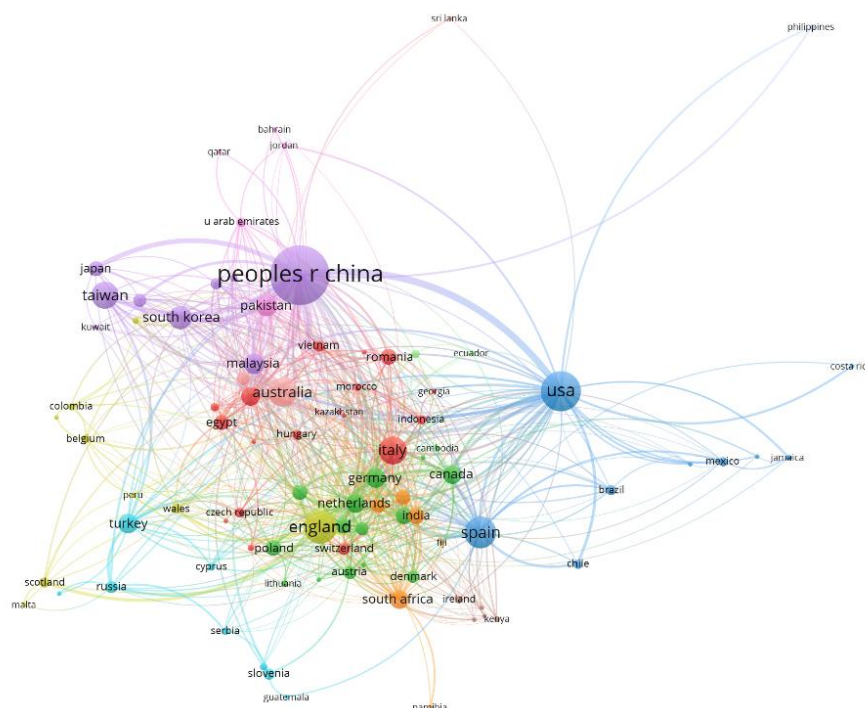 sri lanka
philippines
bahrain
jordan
qatar
u arab emirates
japan
peoples r china
taiwan
pakistan
south korea
kuwait
vietnam
romania
ecuador
malaysia
costa ric
usa
australia
morocco
georgia
colombia
kazakhstan
egypt
indonesia
belgium
hungary
italy
cambodia
mexico
jamaica
germany
canada
brazil
peru
wales
czech republic
netherlands
india
turkey
england
spain
fiji
poland
switzerland
chile
cyprus
austria
denmark
scotland
russia
lithuania
malta
south africa
ireland
kenya
serbia
slovenia
guatemala
namibia